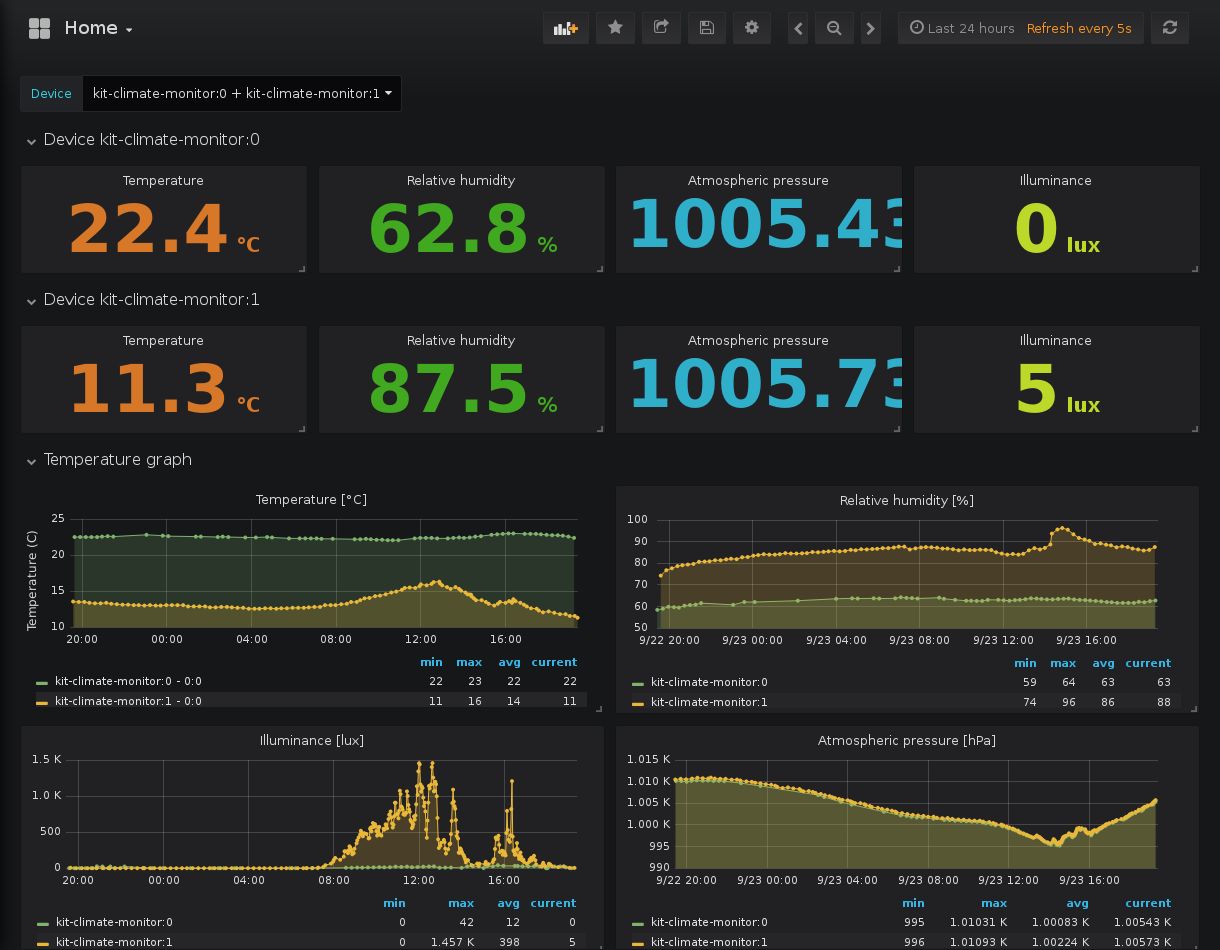 Home
Last 24 hours Refresh every 5s
Device kit-climate-monitor:0 + kit-climate-monitor:1
Device kit-climate-monitor:0
Temperature Relative humidity Atmospheric pressure Illuminance
22.4 °C 62.8 % 1005.43 0 lux
Device kit-climate-monitor:1
Temperature Relative humidity Atmospheric pressure Illuminance
11.3 °C 87.5 % 1005.73 5 lux
Temperature graph
Temperature [°C]
Temperature (C)
25
20
15
10
20:00 00:00 04:00 08:00 12:00 16:00
min max avg current
kit-climate-monitor:0 - 0:0 22 23 22 22
kit-climate-monitor:1 - 0:0 11 16 14 11
Relative humidity [%]
100
90
80
70
60
50
9/22 20:00 9/23 00:00 9/23 04:00 9/23 08:00 9/23 12:00 9/23 16:00
min max avg current
kit-climate-monitor:0 59 64 63 63
kit-climate-monitor:1 74 96 86 88
Illuminance [lux]
1.5 K
1.0 K
500
0
20:00 00:00 04:00 08:00 12:00 16:00
min max avg current
kit-climate-monitor:0 0 42 12 0
kit-climate-monitor:1 0 1.457 K 398 5
Atmospheric pressure [hPa]
1.015 K
1.010 K
1.005 K
1.000 K
995
990
9/22 20:00 9/23 00:00 9/23 04:00 9/23 08:00 9/23 12:00 9/23 16:00
min max avg current
kit-climate-monitor:0 995 1.01031 K 1.00083 K 1.00543 K
kit-climate-monitor:1 996 1.01093 K 1.00224 K 1.00573 K